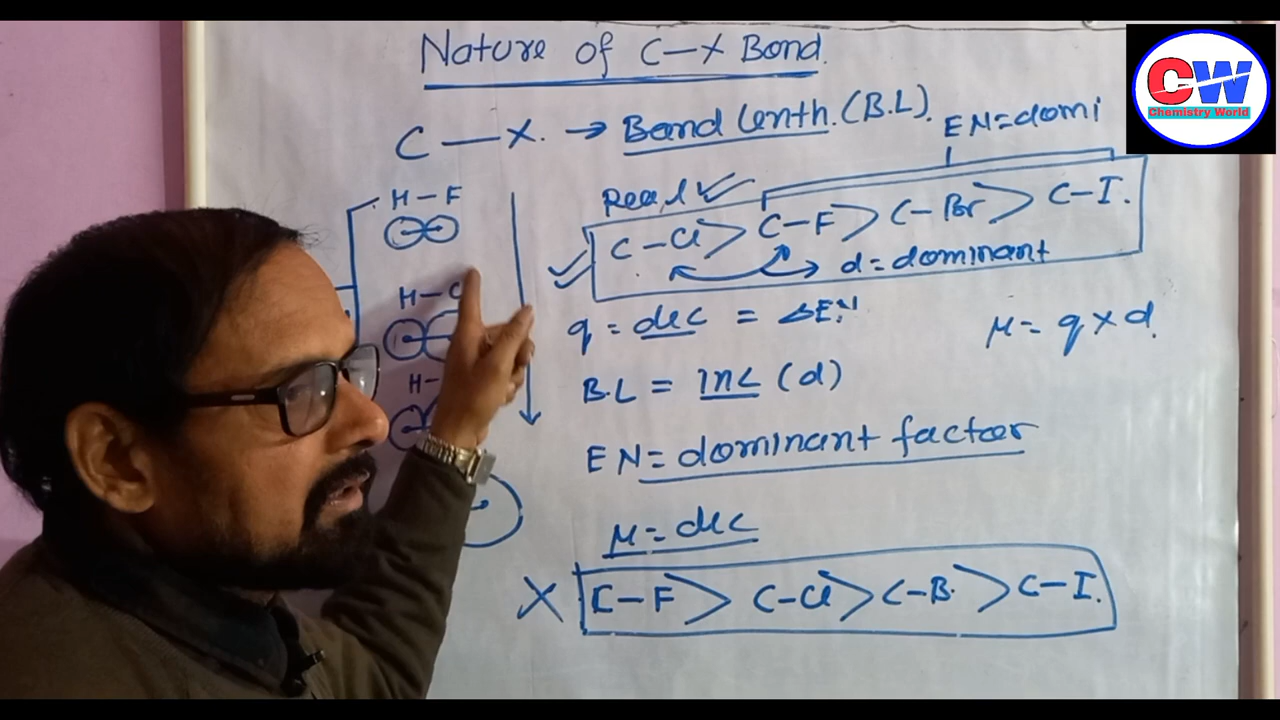 Nature of C—X Bond.
CW
Chemistry World
C — X. → Bond lenth. (B.L).
EN=domi
H-F
Real ✓
C-Cl > C-F > C-Br > C-I.
d=dominant
H-C
q = dec = ΔEN
μ = q×d.
H-
B.L = Inc (d)
EN=dominant factor
μ=dec
X C-F > C-Cl > C-B. > C-I.